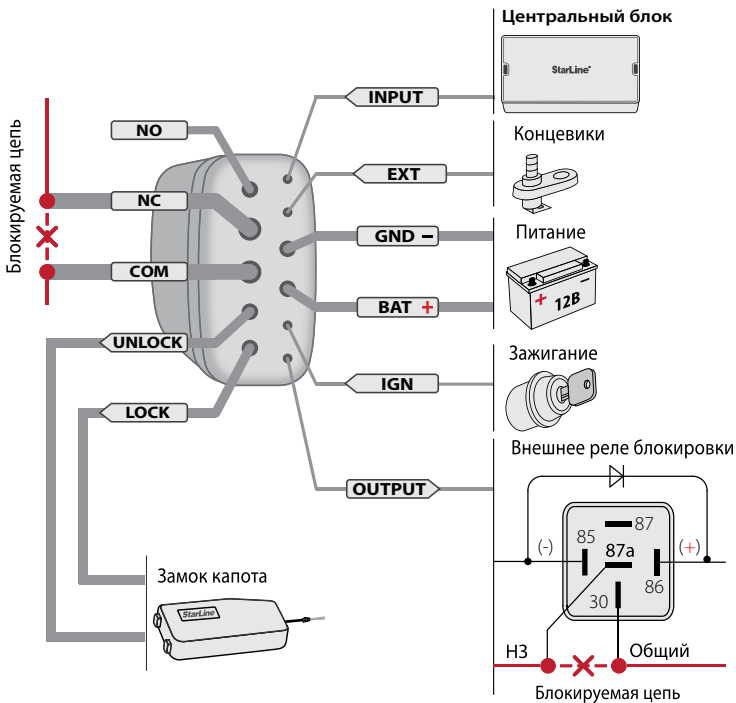 Центральный блок
StarLine
INPUT
NO
Концевики
EXT
Блокируемая цепь
NC
Питание
GND −
COM
BAT +
+ −
12В
UNLOCK
Зажигание
IGN
LOCK
Внешнее реле блокировки
OUTPUT
87
85
(-)
87a
(+)
86
30
Замок капота
StarLine
НЗ
Общий
Блокируемая цепь